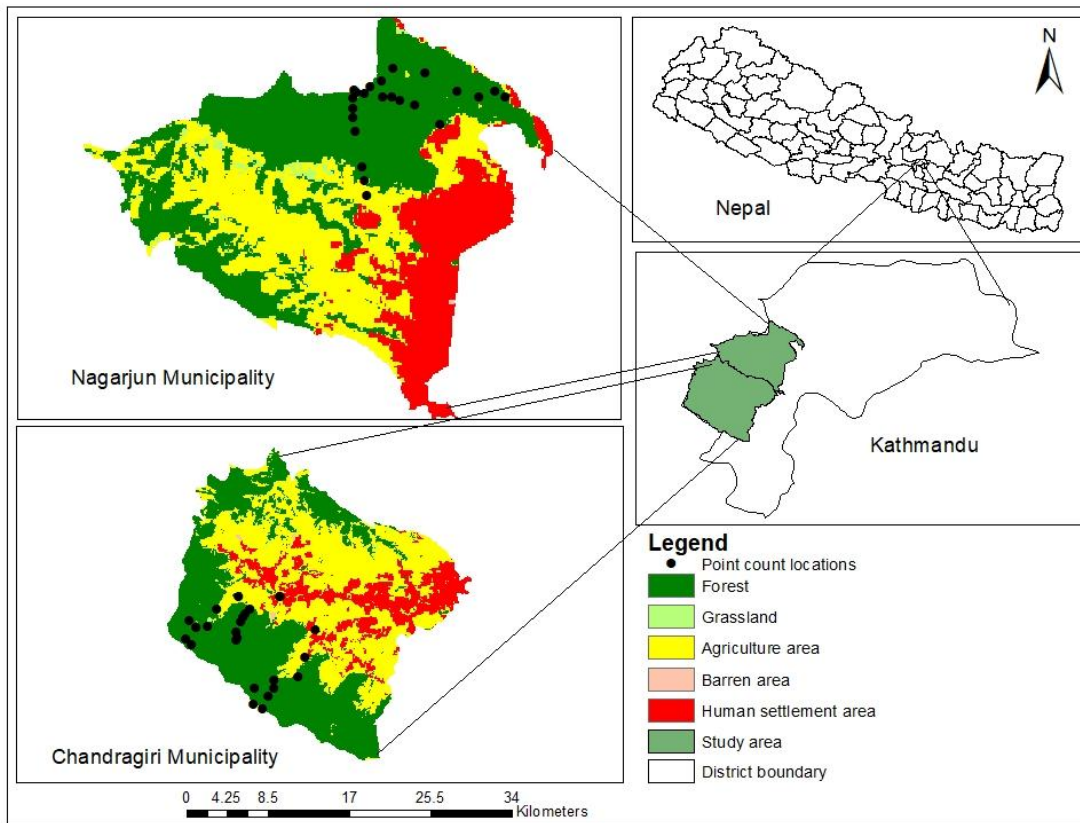 Nagarjun Municipality
N
Nepal
Kathmandu
Chandragiri Municipality
Legend
Point count locations
Forest
Grassland
Agriculture area
Barren area
Human settlement area
Study area
District boundary
0 4.25 8.5 17 25.5 34
Kilometers